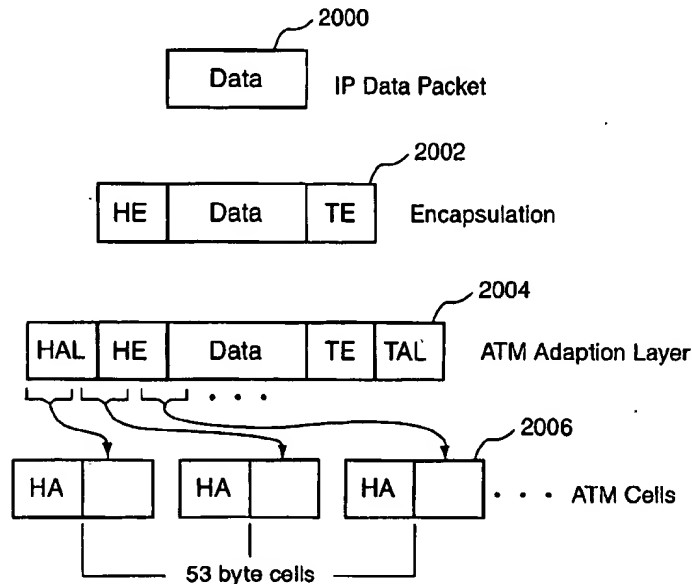 2000
Data
IP Data Packet
2002
HE Data TE
Encapsulation
2004
HAL HE Data TE TAL
ATM Adaption Layer
. . .
2006
HA HA HA
. . . ATM Cells
53 byte cells